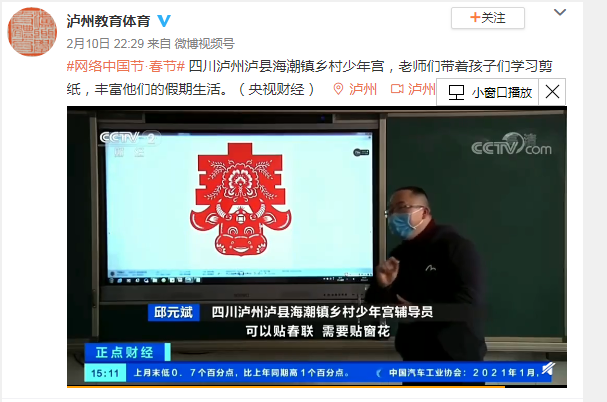 泸州教育体育
+关注
2月10日 22:29 来自 微博视频号
#网络中国节·春节# 四川泸州泸县海潮镇乡村少年宫，老师们带着孩子们学习剪
纸，丰富他们的假期生活。（央视财经） 泸州 泸州
小窗口播放
CCTV-2
财经
CCTV.com
春
邱元斌 四川泸州泸县海潮镇乡村少年宫辅导员
可以贴春联 需要贴窗花
正点财经
15:11 上月末低0.7个百分点，比上年同期高1个百分点。 中国汽车工业协会：2021年1月，